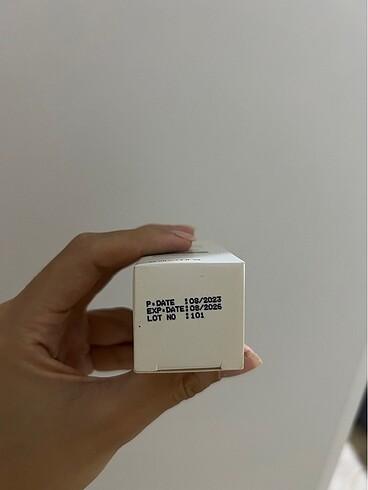 P.DATE : 08/2023
EXP.DATE: 08/2026
LOT NO : 101